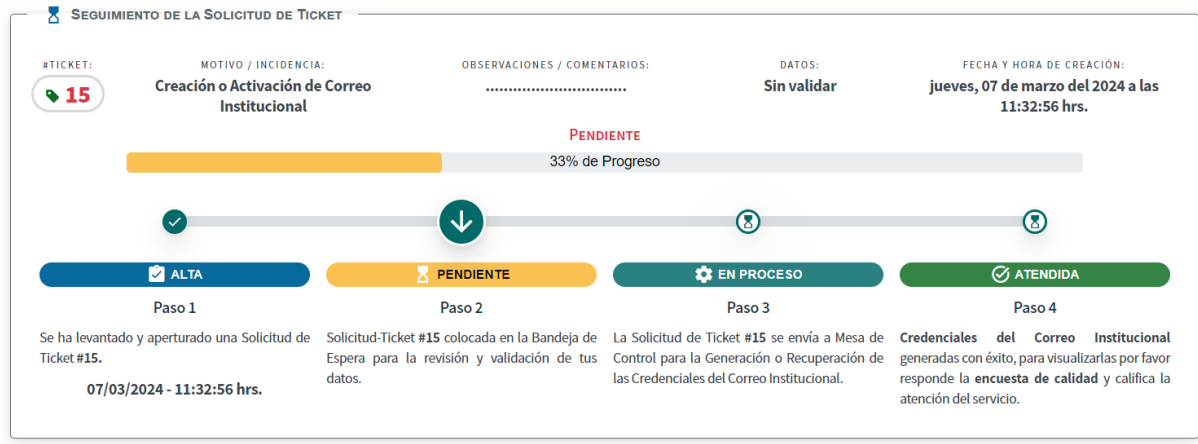 SEGUIMIENTO DE LA SOLICITUD DE TICKET
#TICKET:
15
MOTIVO / INCIDENCIA:
Creación o Activación de Correo
Institucional
OBSERVACIONES / COMENTARIOS:
...............................
DATOS:
Sin validar
FECHA Y HORA DE CREACIÓN:
jueves, 07 de marzo del 2024 a las
11:32:56 hrs.
PENDIENTE
33% de Progreso
ALTA
Paso 1
Se ha levantado y aperturado una Solicitud de
Ticket #15.
07/03/2024 - 11:32:56 hrs.
PENDIENTE
Paso 2
Solicitud-Ticket #15 colocada en la Bandeja de
Espera para la revisión y validación de tus
datos.
EN PROCESO
Paso 3
La Solicitud de Ticket #15 se envía a Mesa de
Control para la Generación o Recuperación de
las Credenciales del Correo Institucional.
ATENDIDA
Paso 4
Credenciales del Correo Institucional
generadas con éxito, para visualizarlas por favor
responde la encuesta de calidad y califica la
atención del servicio.